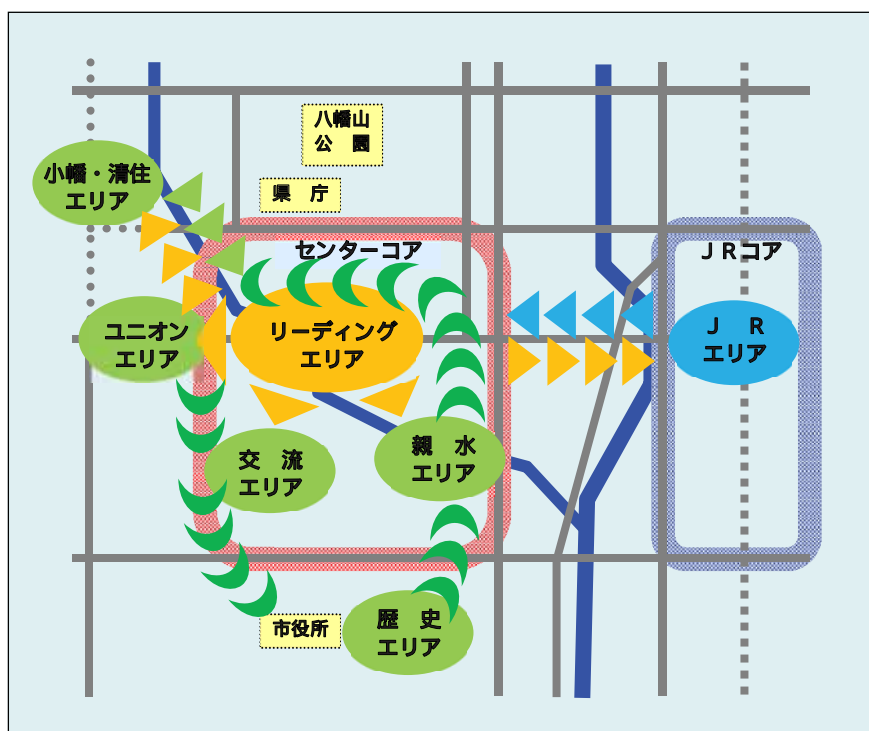 八幡山
公　園
小幡・清住
エリア
県　庁
センターコア
ＪＲコア
ユニオン
エリア
リーディング
エリア
Ｊ　Ｒ
エリア
交　流
エリア
親　水
エリア
市役所
歴　史
エリア